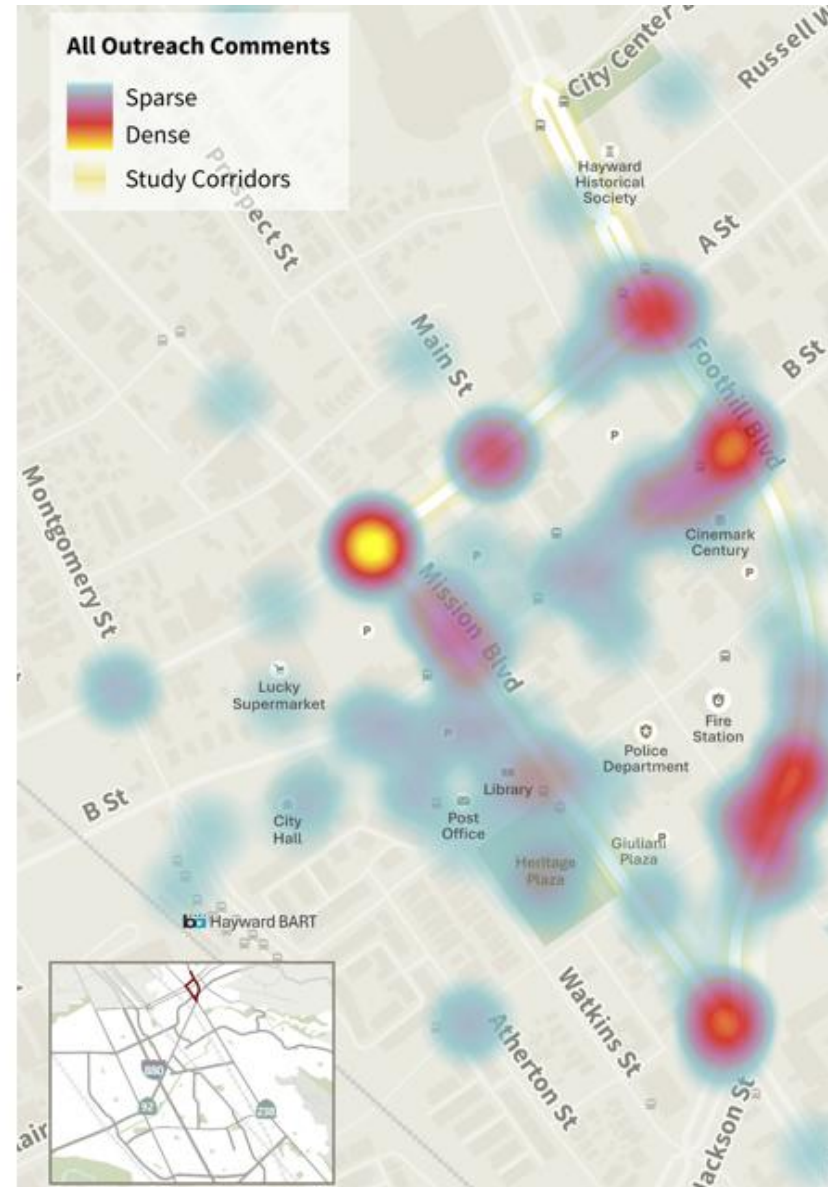 All Outreach Comments
Sparse
Dense
Study Corridors
City Center
Russell W
Prospect St
Hayward
Historical
Society
A St
Main St
Foothill Blvd
B St
P
Cinemark
Century
P
Montgomery St
P
Mission Blvd
P
Lucky
Supermarket
Fire
Station
P
Police
Department
Library
B St
City
Hall
Post
Office
Giuliani
Plaza
P
Heritage
Plaza
ba Hayward BART
Watkins St
Atherton St
Jackson St
880
92
238